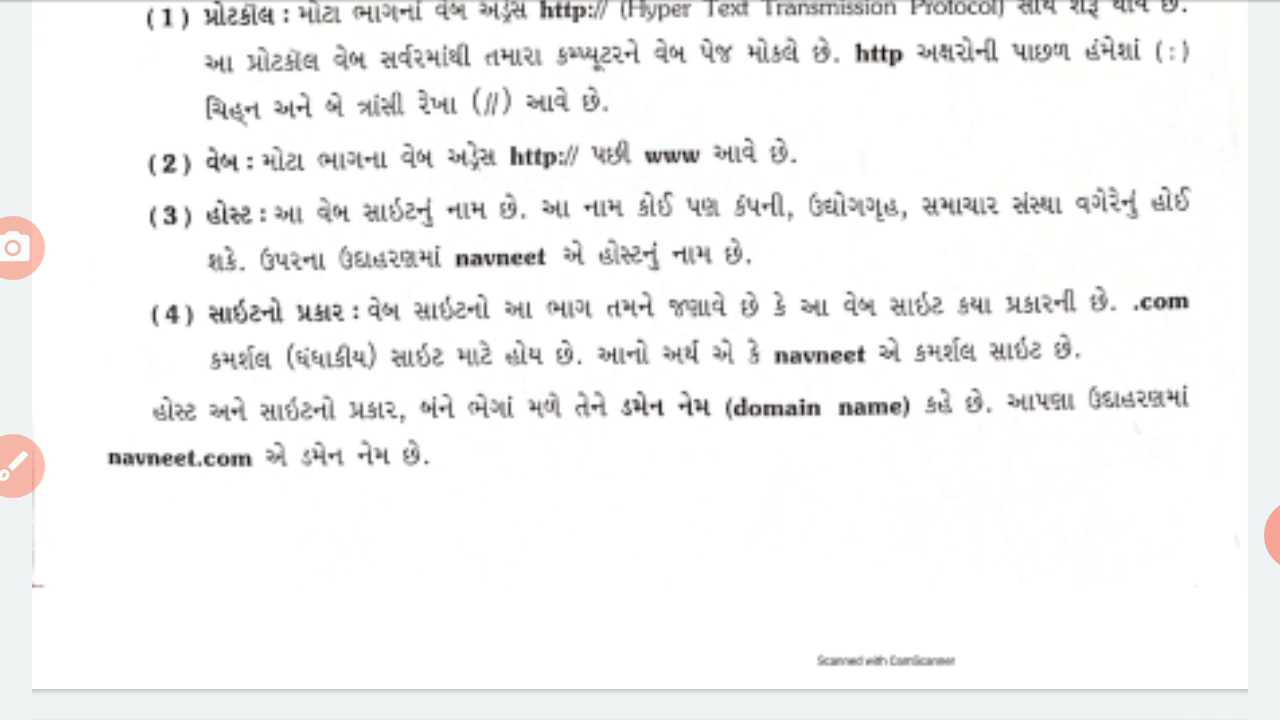 (1) પ્રોટકૉલ : મોટા ભાગનાં વેબ અડ્રેસ http:// (Hyper Text Transmission Protocol) સાથે શરૂ થાય છે.
આ પ્રોટકૉલ વેબ સર્વરમાંથી તમારા કમ્પ્યૂટરને વેબ પેજ મોકલે છે. http અક્ષરોની પાછળ હંમેશાં (:)
ચિહ્ન અને બે ત્રાંસી રેખા (//) આવે છે.
(2) વેબ : મોટા ભાગના વેબ અડ્રેસ http:// પછી www આવે છે.
(3) હોસ્ટ : આ વેબ સાઇટનું નામ છે. આ નામ કોઈ પણ કંપની, ઉદ્યોગગૃહ, સમાચાર સંસ્થા વગેરેનું હોઈ
શકે. ઉપરના ઉદાહરણમાં navneet એ હોસ્ટનું નામ છે.
(4) સાઇટનો પ્રકાર : વેબ સાઇટનો આ ભાગ તમને જણાવે છે કે આ વેબ સાઇટ કયા પ્રકારની છે. .com
કમર્શલ (ધંધાકીય) સાઇટ માટે હોય છે. આનો અર્થ એ કે navneet એ કમર્શલ સાઇટ છે.
હોસ્ટ અને સાઇટનો પ્રકાર, બંને ભેગાં મળે તેને ડમેન નેમ (domain name) કહે છે. આપણા ઉદાહરણમાં
navneet.com એ ડમેન નેમ છે.
Scanned with CamScanner